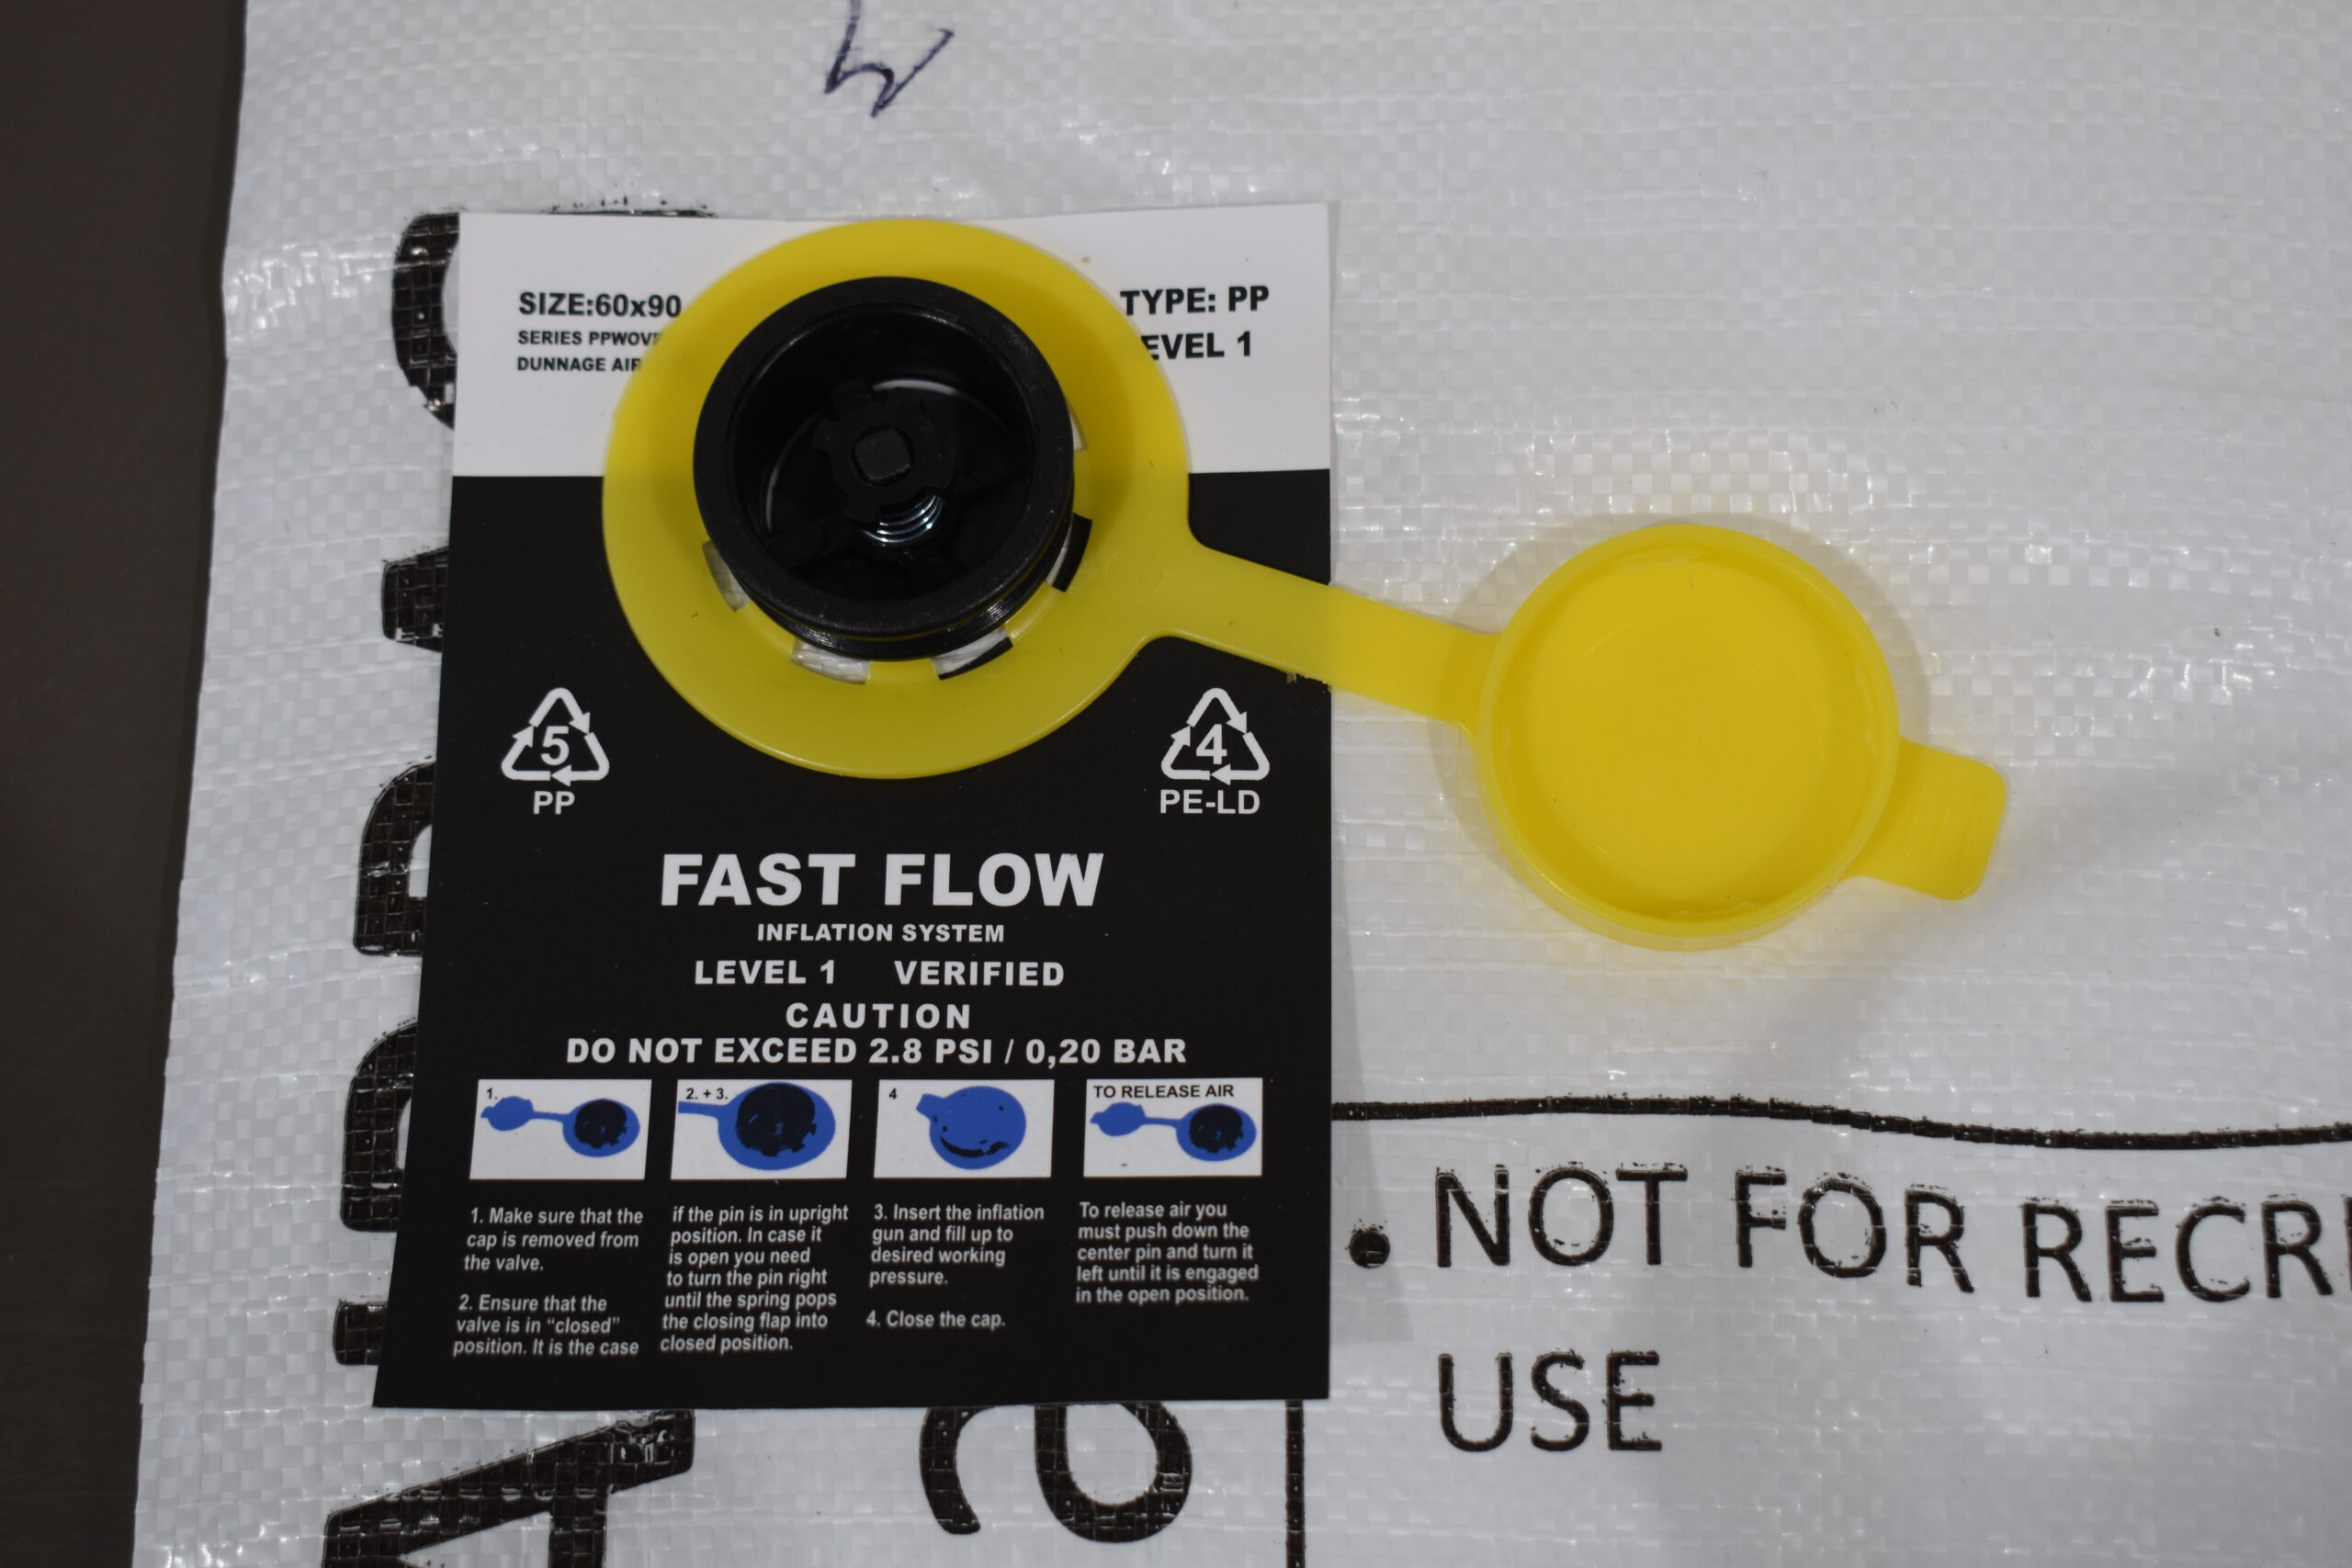 SIZE:60x90
SERIES
DUNNAGE
TYPE: PP
LEVEL 1
5
PP
4
PE-LD
FAST FLOW
INFLATION SYSTEM
LEVEL 1 VERIFIED
CAUTION
DO NOT EXCEED 2.8 PSI / 0,20 BAR
1.
2. + 3.
4
TO RELEASE AIR
1. Make sure that the
cap is removed from
the valve.
2. Ensure that the
valve is in “closed”
position. It is the case
if the pin is in upright
position. In case it
is open you need
to turn the pin right
until the spring pops
the closing flap into
closed position.
3. Insert the inflation
gun and fill up to
desired working
pressure.
4. Close the cap.
To release air you
must push down the
center pin and turn it
left until it is engaged
in the open position.
• NOT FOR
USE